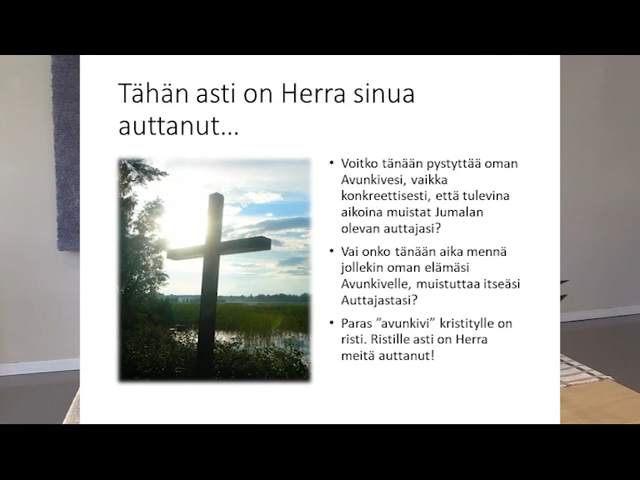 Tähän asti on Herra sinua
auttanut...
• Voitko tänään pystyttää oman
Avunkivesi, vaikka
konkreettisesti, että tulevina
aikoina muistat Jumalan
olevan auttajasi?
• Vai onko tänään aika mennä
jollekin oman elämäsi
Avunkivelle, muistuttaa itseäsi
Auttajastasi?
• Paras ”avunkivi” kristitylle on
risti. Ristille asti on Herra
meitä auttanut!